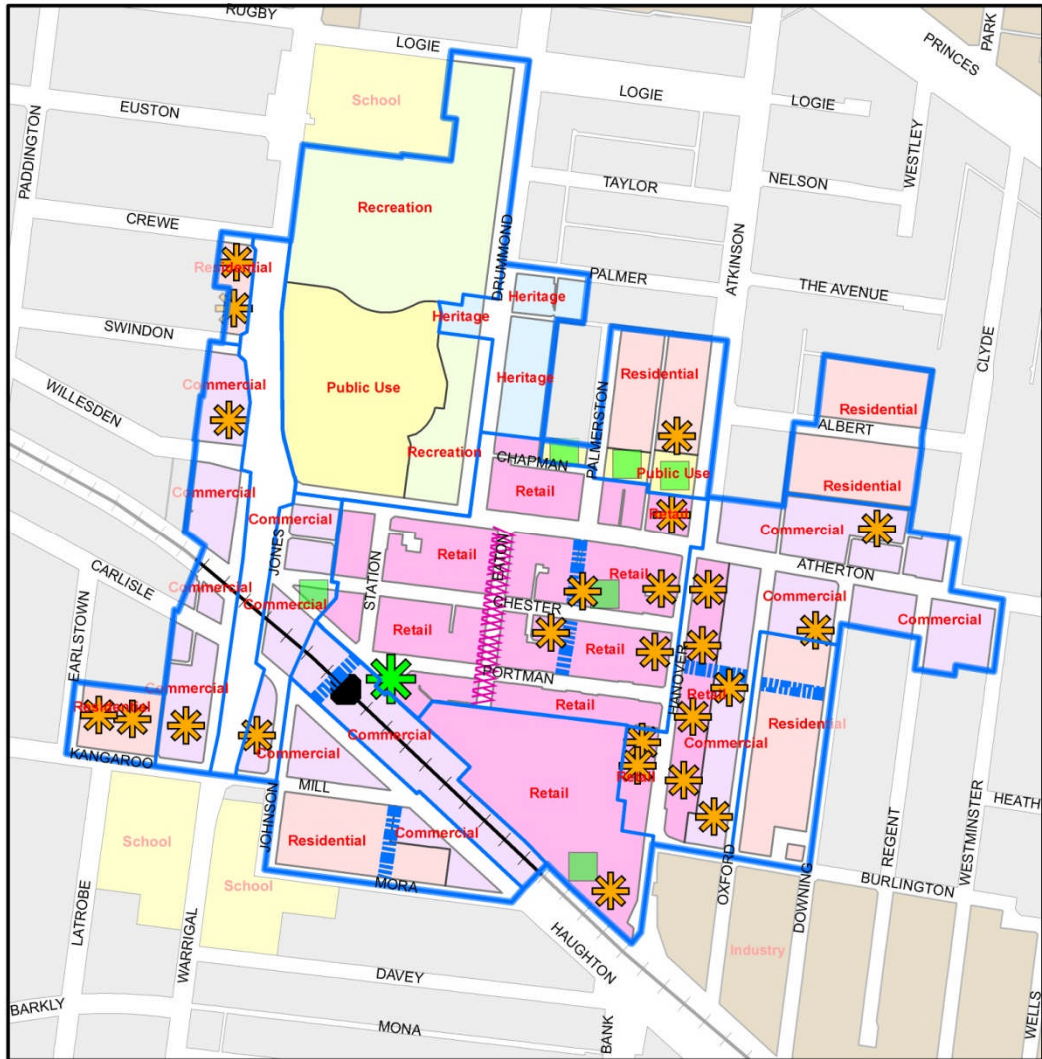 RUGBY
LOGIE
PARK
PRINCES
School
EUSTON
LOGIE
LOGIE
PADDINGTON
WESTLEY
TAYLOR
NELSON
CREWE
Recreation
DRUMMOND
ATKINSON
Residential
PALMER
THE AVENUE
Heritage
Heritage
SWINDON
CLYDE
Commercial
Public Use
Heritage
PALMERSTON
Residential
WILLESDEN
Residential
ALBERT
Recreation
CHAPMAN
Public Use
Residential
Commercial
Retail
Retail
Commercial
Commercial
JONES
STATION
Retail
EATON
Retail
ATHERTON
CARLISLE
Commercial
Commercial
CHESTER
Commercial
Commercial
EARLSTOWN
Retail
Retail
PORTMAN
HANOVER
Commercial
Retail
Retail
Residential
Residential
Commercial
Commercial
KANGAROO
Commercial
Retail
Retail
MILL
JOHNSON
HEATH
School
Residential
Commercial
REGENT
WESTMINSTER
School
MORA
OXFORD
DOWNING
BURLINGTON
LATROBE
WARRIGAL
HAUGHTON
Industry
DAVEY
BARKLY
MONA
BANK
WELLS